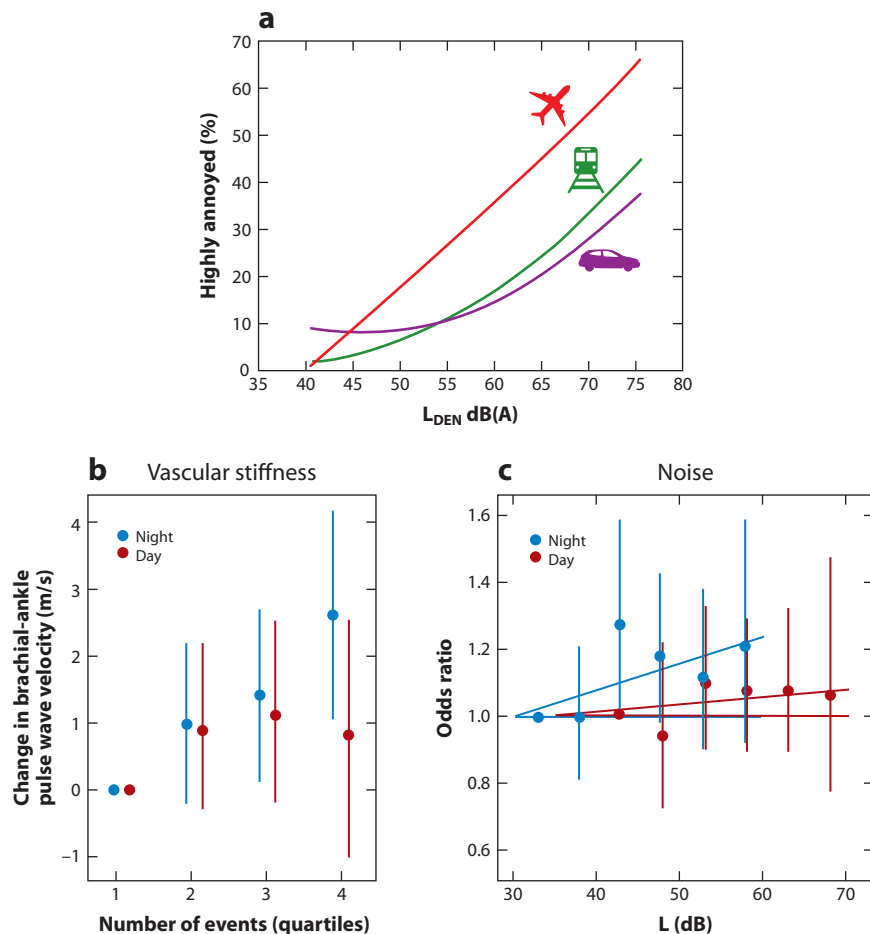 a
70
60
50
40
30
20
10
0
Highly annoyed (%)
35 40 45 50 55 60 65 70 75 80
L_DEN dB(A)
b Vascular stiffness
Night
Day
4
3
2
1
0
–1
Change in brachial-ankle
pulse wave velocity (m/s)
1 2 3 4
Number of events (quartiles)
c Noise
Night
Day
1.6
1.4
1.2
1.0
0.8
0.6
Odds ratio
30 40 50 60 70
L (dB)